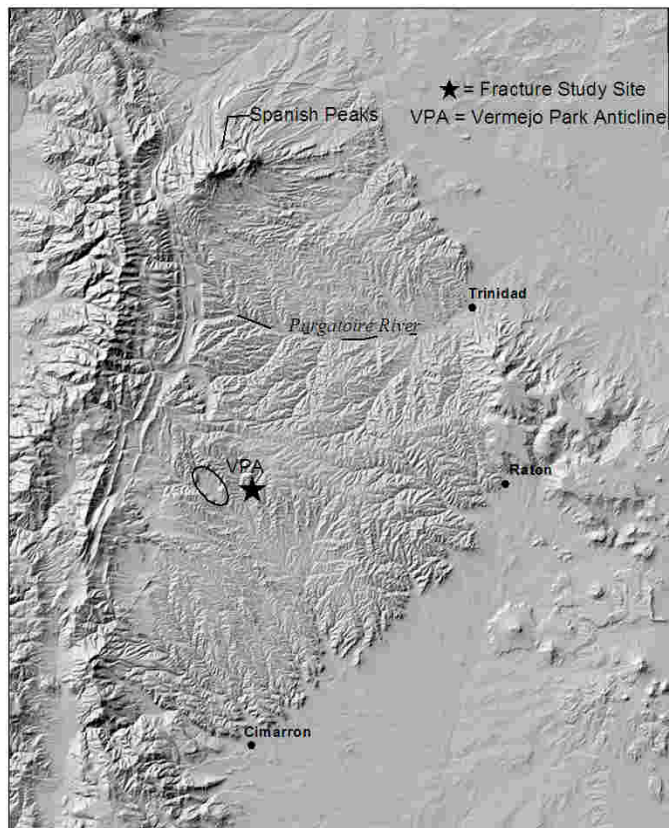 ★ = Fracture Study Site
VPA = Vermejo Park Anticline
Spanish Peaks
Trinidad
Purgatoire River
VPA
Raton
Cimarron